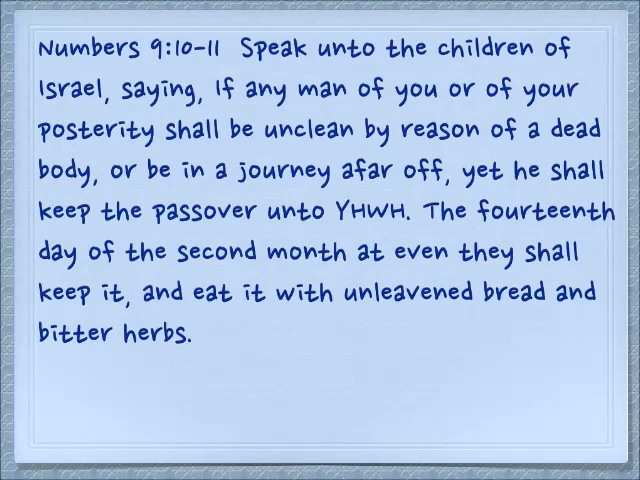 Numbers 9:10-11 Speak unto the children of
Israel, saying, If any man of you or of your
posterity shall be unclean by reason of a dead
body, or be in a journey afar off, yet he shall
keep the passover unto YHWH. The fourteenth
day of the second month at even they shall
keep it, and eat it with unleavened bread and
bitter herbs.